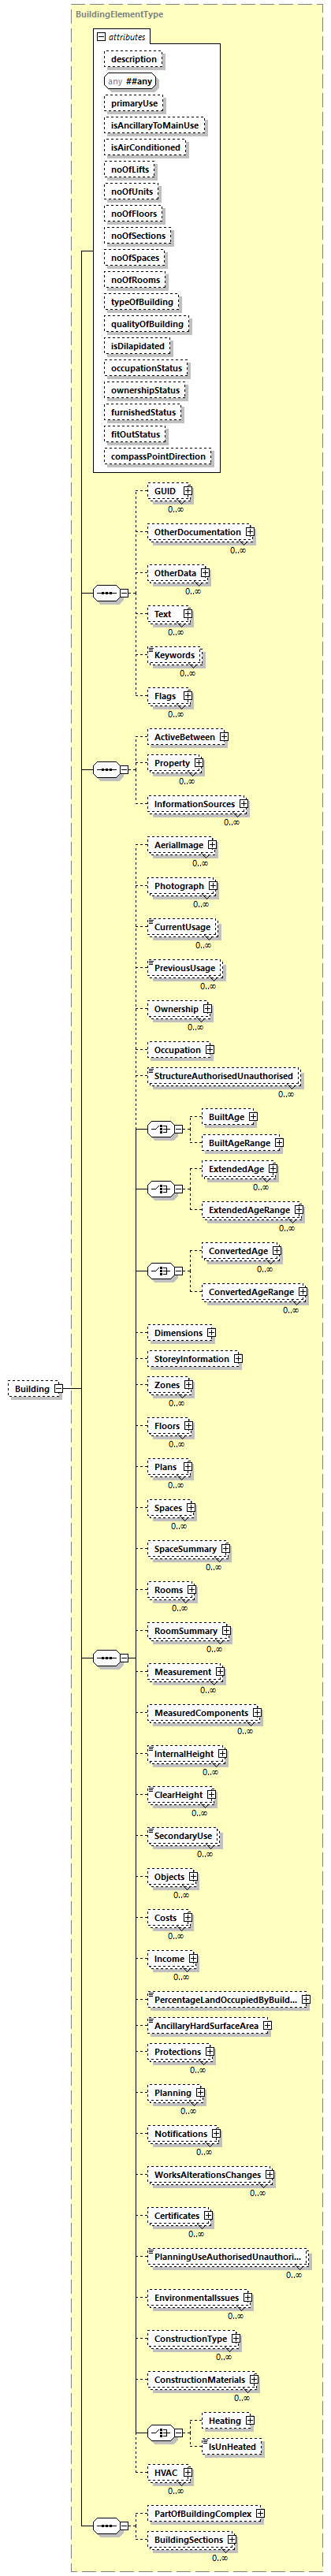 BuildingElementType
attributes
description
any ##any
primaryUse
isAncillaryToMainUse
isAirConditioned
noOfLifts
noOfUnits
noOfFloors
noOfSections
noOfSpaces
noOfRooms
typeOfBuilding
qualityOfBuilding
isDilapidated
occupationStatus
ownershipStatus
furnishedStatus
fitOutStatus
compassPointDirection
GUID
0..∞
OtherDocumentation
0..∞
OtherData
0..∞
Text
0..∞
Keywords
0..∞
Flags
0..∞
ActiveBetween
Property
0..∞
InformationSources
0..∞
AerialImage
0..∞
Photograph
0..∞
CurrentUsage
0..∞
PreviousUsage
0..∞
Ownership
0..∞
Occupation
StructureAuthorisedUnauthorised
0..∞
BuiltAge
BuiltAgeRange
ExtendedAge
0..∞
ExtendedAgeRange
0..∞
ConvertedAge
0..∞
ConvertedAgeRange
0..∞
Dimensions
StoreyInformation
Building
Zones
0..∞
Floors
0..∞
Plans
0..∞
Spaces
0..∞
SpaceSummary
0..∞
Rooms
0..∞
RoomSummary
0..∞
Measurement
0..∞
MeasuredComponents
0..∞
InternalHeight
0..∞
ClearHeight
0..∞
SecondaryUse
0..∞
Objects
0..∞
Costs
0..∞
Income
0..∞
PercentageLandOccupiedByBuild...
AncillaryHardSurfaceArea
Protections
0..∞
Planning
0..∞
Notifications
0..∞
WorksAlterationsChanges
0..∞
Certificates
0..∞
PlanningUseAuthorisedUnauthori...
0..∞
EnvironmentalIssues
0..∞
ConstructionType
0..∞
ConstructionMaterials
0..∞
Heating
IsUnHeated
HVAC
0..∞
PartOfBuildingComplex
BuildingSections
0..∞